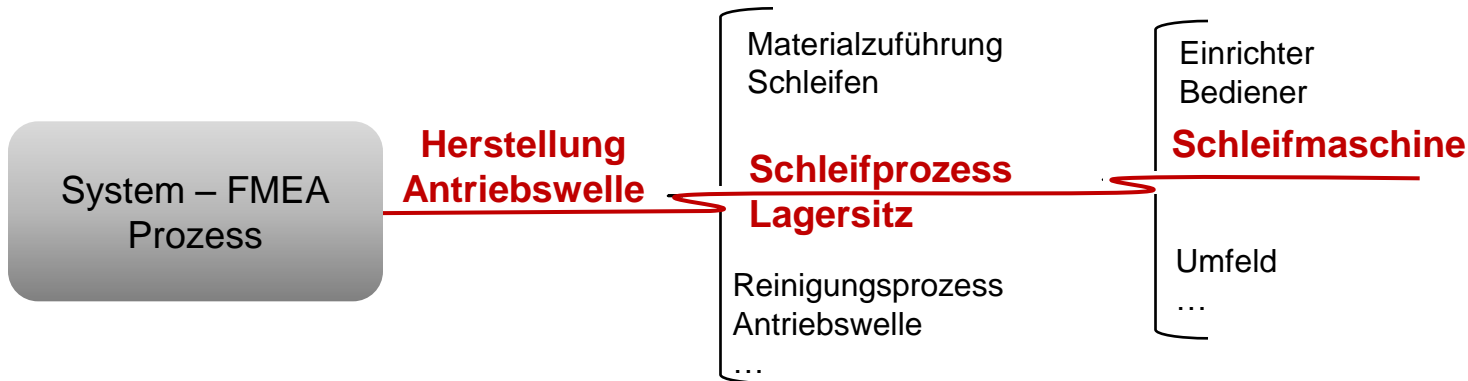 System – FMEA
Prozess
Herstellung
Antriebswelle
Materialzuführung
Schleifen
Schleifprozess
Lagersitz
Reinigungsprozess
Antriebswelle
…
Einrichter
Bediener
Schleifmaschine
Umfeld
…